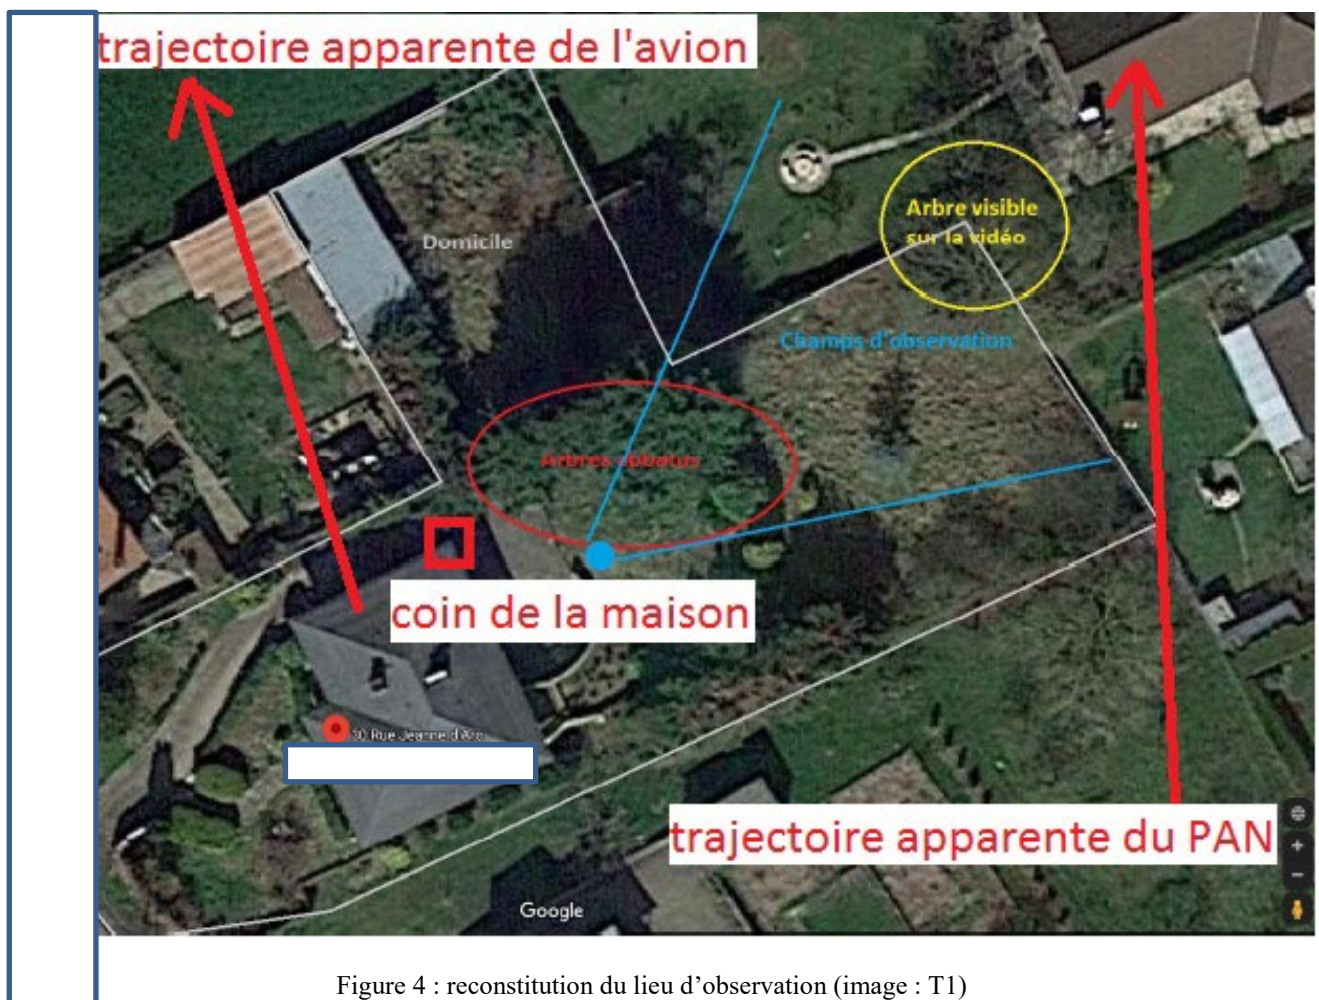 trajectoire apparente de l'avion
Arbre visible
sur la vidéo
Domicile
Champs d'observation
Arbres abbatus
coin de la maison
30 Rue Jeanne d'Arc
trajectoire apparente du PAN
Google
Figure 4 : reconstitution du lieu d’observation (image : T1)